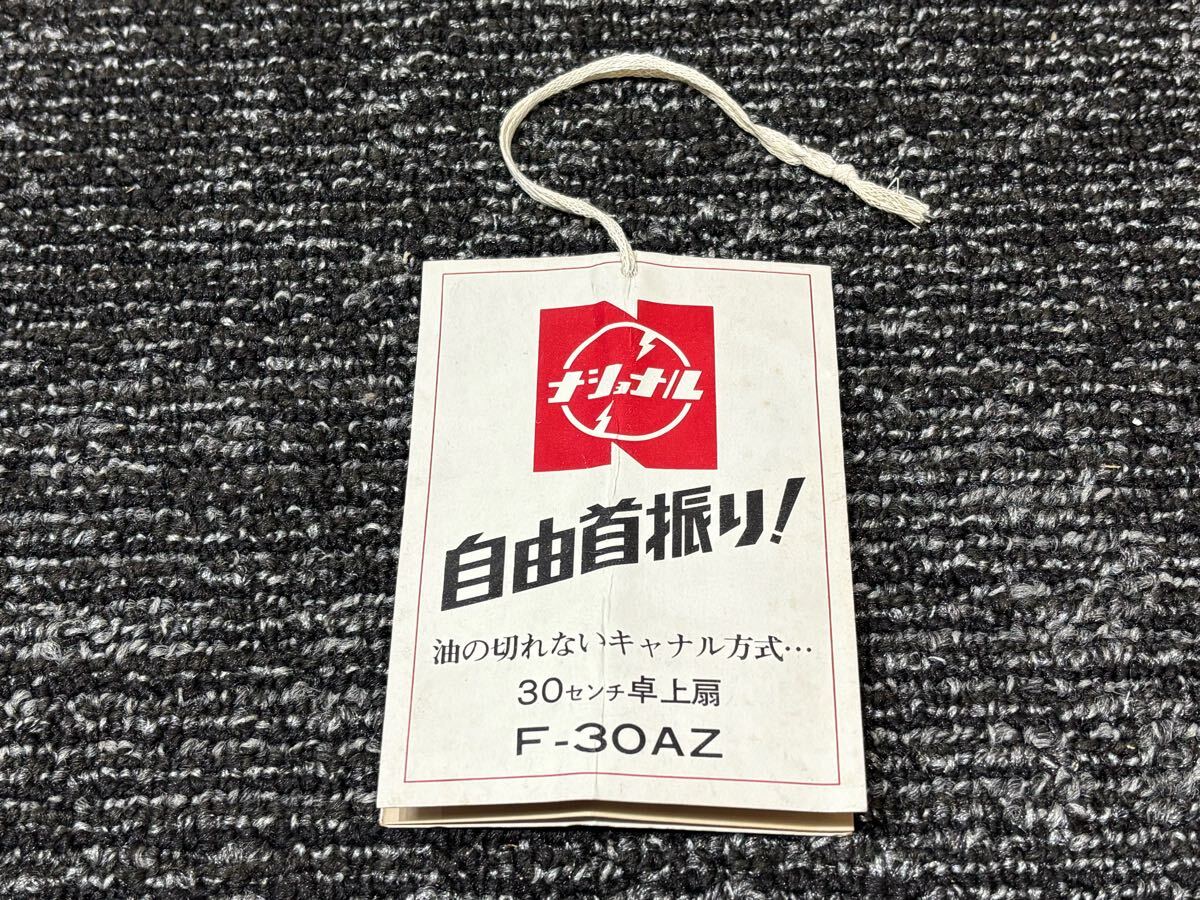 ナショナル
自由首振り!
油の切れないキャナル方式…
30センチ卓上扇
F-30AZ